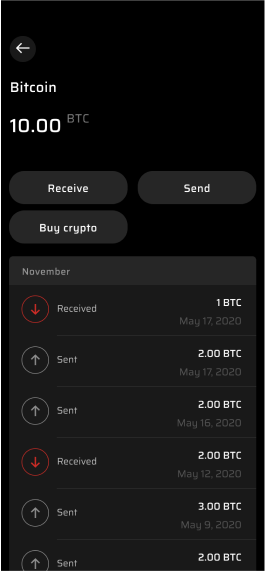 Bitcoin
10.00 BTC
Receive
Send
Buy crypto
November
Received
1 BTC
May 17, 2020
Sent
2.00 BTC
May 17, 2020
Sent
2.00 BTC
May 16, 2020
Received
2.00 BTC
May 12, 2020
Sent
3.00 BTC
May 9, 2020
Sent
2.00 BTC